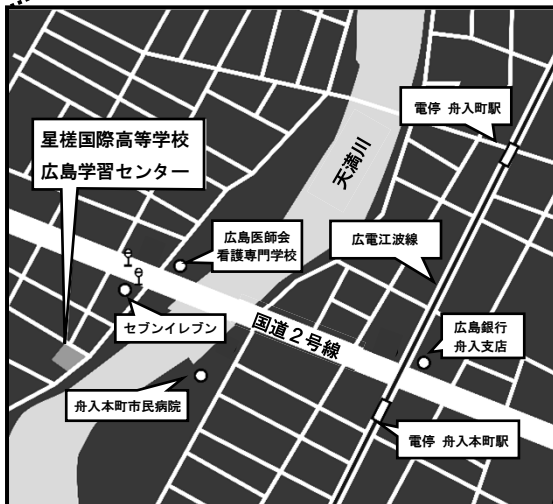 電停 舟入町駅
星槎国際高等学校
広島学習センター
天満川
広島医師会
看護専門学校
広電江波線
セブンイレブン
国道２号線
広島銀行
舟入支店
舟入本町市民病院
電停 舟入本町駅